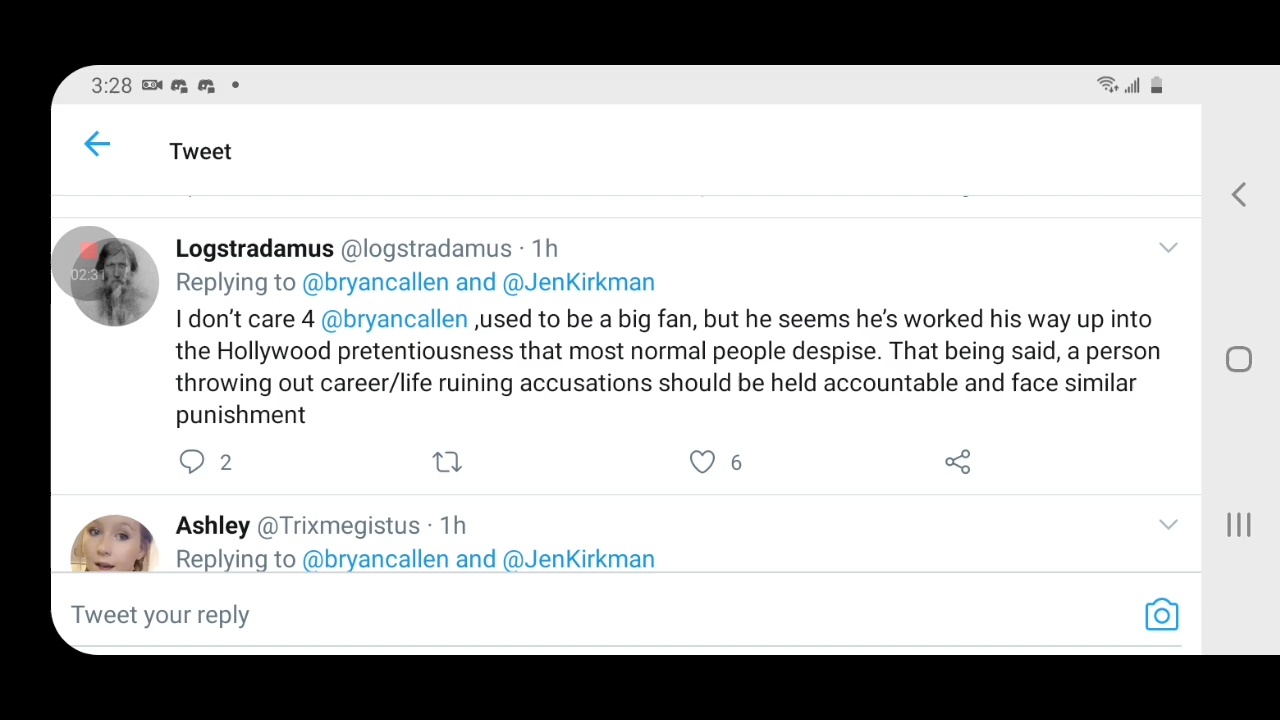 3:28
Tweet
Logstradamus @logstradamus · 1h
02:31
Replying to @bryancallen and @JenKirkman
I don't care 4 @bryancallen ,used to be a big fan, but he seems he's worked his way up into
the Hollywood pretentiousness that most normal people despise. That being said, a person
throwing out career/life ruining accusations should be held accountable and face similar
punishment
2 6
Ashley @Trixmegistus · 1h
Replying to @bryancallen and @JenKirkman
Tweet your reply